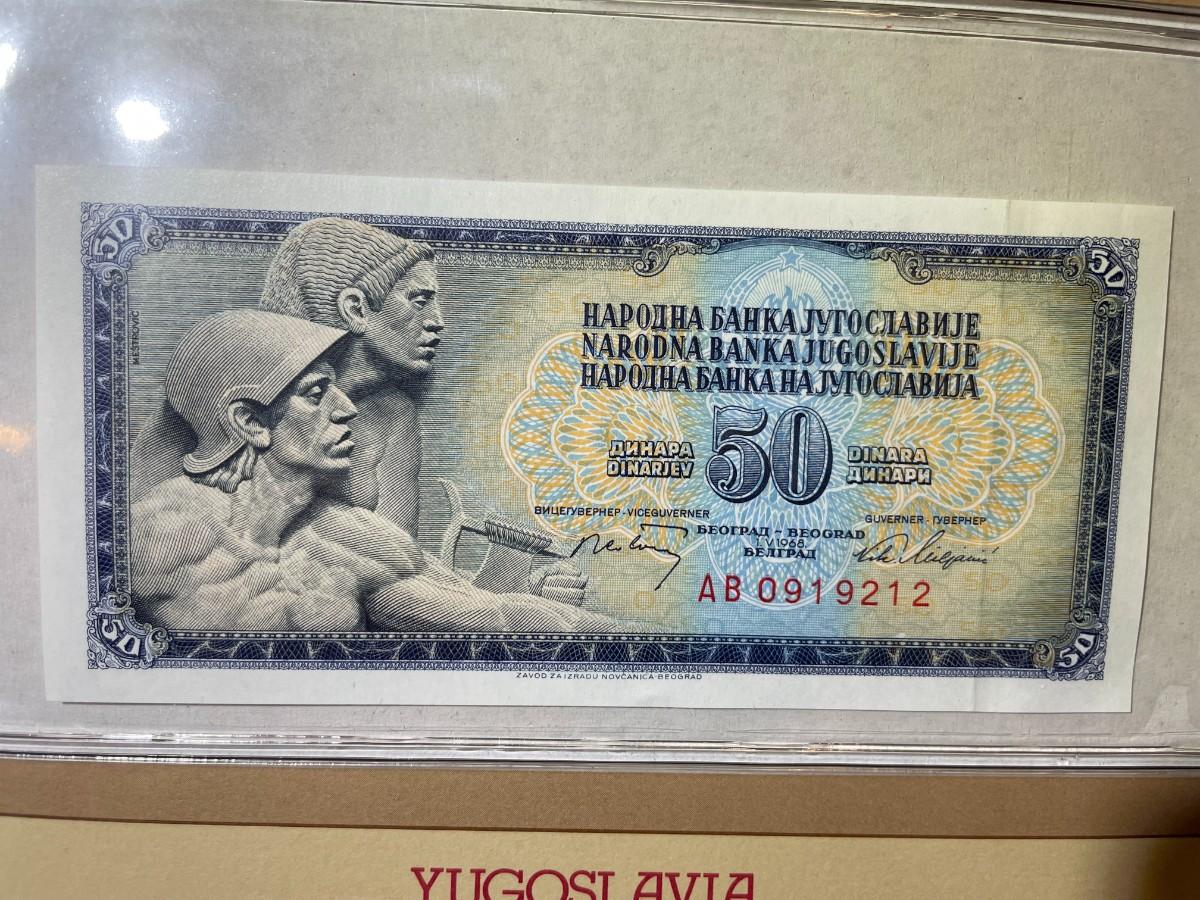 50
50
MEŠTROVIĆ
НАРОДНА БАНКА ЈУГОСЛАВИЈЕ
NARODNA BANKA JUGOSLAVIJE
НАРОДНА БАНКА НА ЈУГОСЛАВИЈА
ДИНАРА
DINARJEV
50
DINARA
ДИНАРИ
ВИЦЕГУВЕРНЕР - VICEGUVERNER
GUVERNER - ГУВЕРНЕР
БЕОГРАД - BEOGRAD
1. V 1968.
БЕЛГРАД
AB 0919212
50
50
ZAVOD ZA IZRADU NOVČANICA - BEOGRAD
YUGOSLAVIA